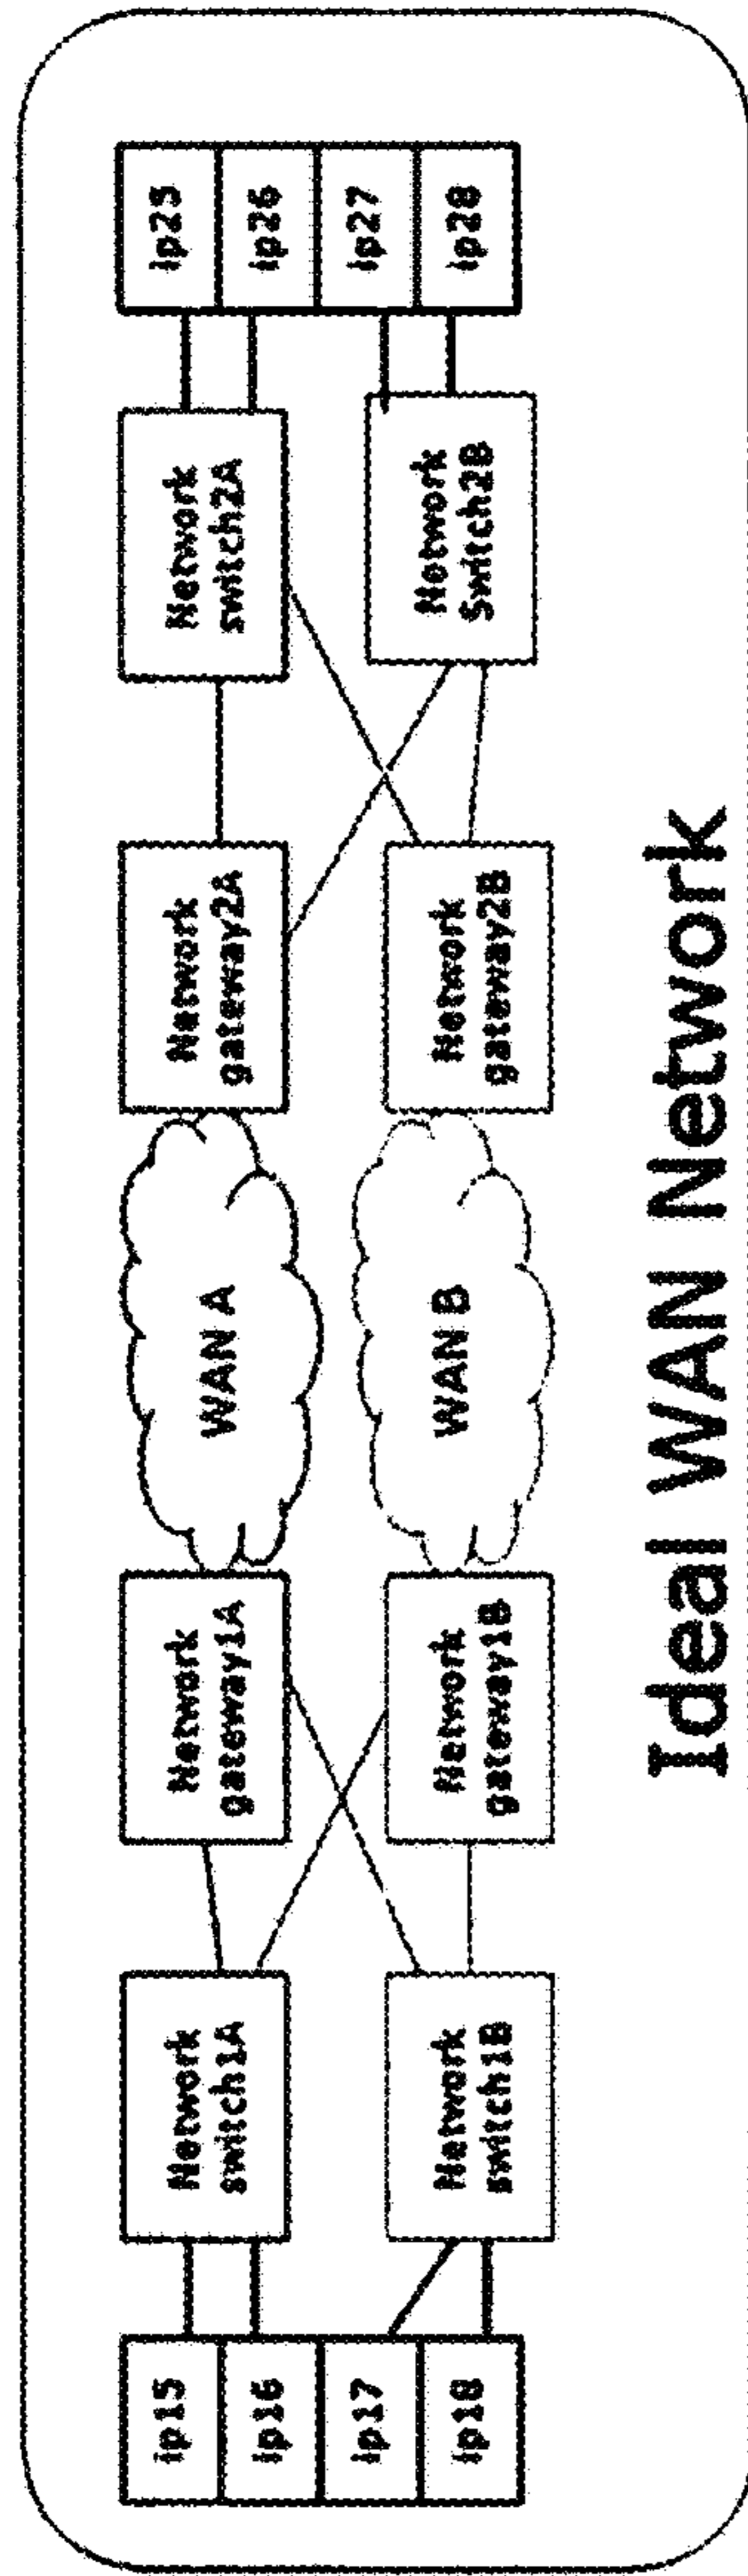 ip15
ip16
ip17
ip18
Network
switch1A
Network
switch1B
Network
gateway1A
Network
gateway1B
WAN A
WAN B
Network
gateway2A
Network
gateway2B
Network
switch2A
Network
Switch2B
ip25
ip26
ip27
ip28
Ideal WAN Network